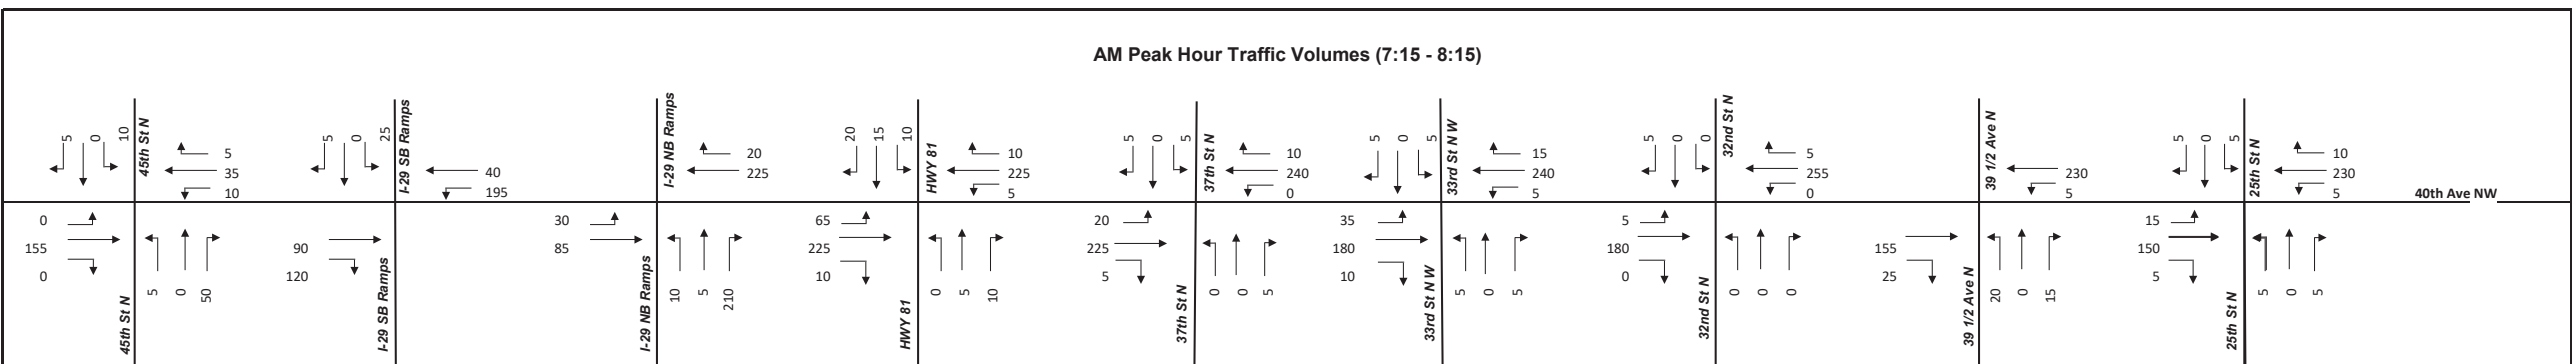 AM Peak Hour Traffic Volumes (7:15 - 8:15)
5 0 10
45th St N
5
35
10
0
155
0
5 0 50
45th St N
5 0 25
I-29 SB Ramps
40
195
90
120
I-29 SB Ramps
I-29 NB Ramps
20
225
30
85
10 5 210
I-29 NB Ramps
20 15 10
HWY 81
10
225
5
65
225
10
0 5 10
HWY 81
5 0 5
37th St N
10
240
0
20
225
5
0 0 5
37th St N
5 0 5
33rd St N W
15
240
5
35
180
10
5 0 5
33rd St N W
5 0 0
32nd St N
5
255
0
5
180
0
0 0 0
32nd St N
39 1/2 Ave N
230
5
155
25
20 0 15
39 1/2 Ave N
5 0 5
25th St N
10
230
5
15
150
5
5 0 5
25th St N
40th Ave NW